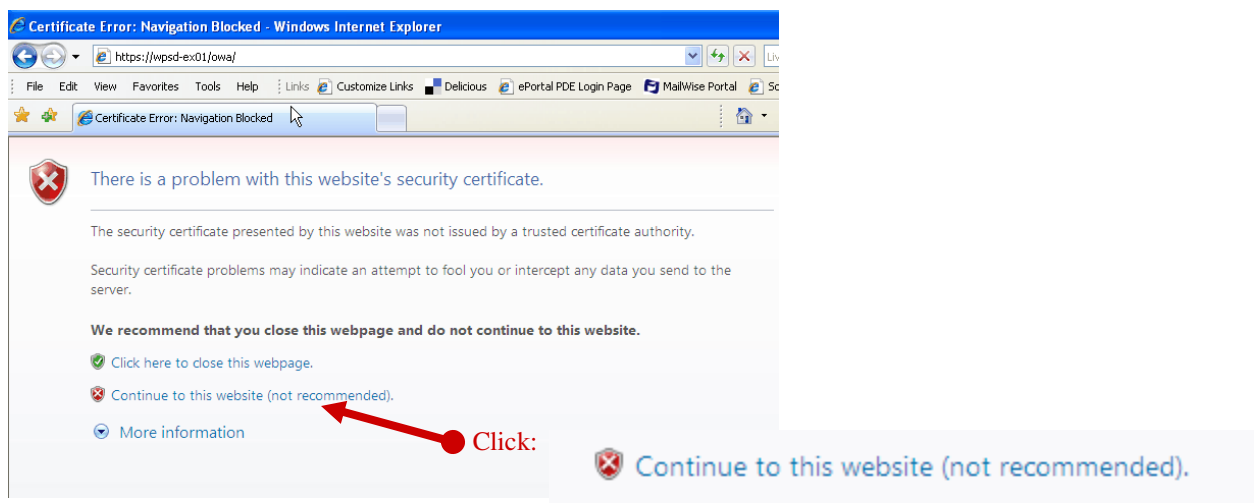 Certificate Error: Navigation Blocked - Windows Internet Explorer
https://wpsd-ex01/owa/
File Edit View Favorites Tools Help Links Customize Links Delicious ePortal PDE Login Page MailWise Portal
Certificate Error: Navigation Blocked
There is a problem with this website's security certificate.
The security certificate presented by this website was not issued by a trusted certificate authority.
Security certificate problems may indicate an attempt to fool you or intercept any data you send to the
server.
We recommend that you close this webpage and do not continue to this website.
Click here to close this webpage.
Continue to this website (not recommended).
More information
Click:
Continue to this website (not recommended).